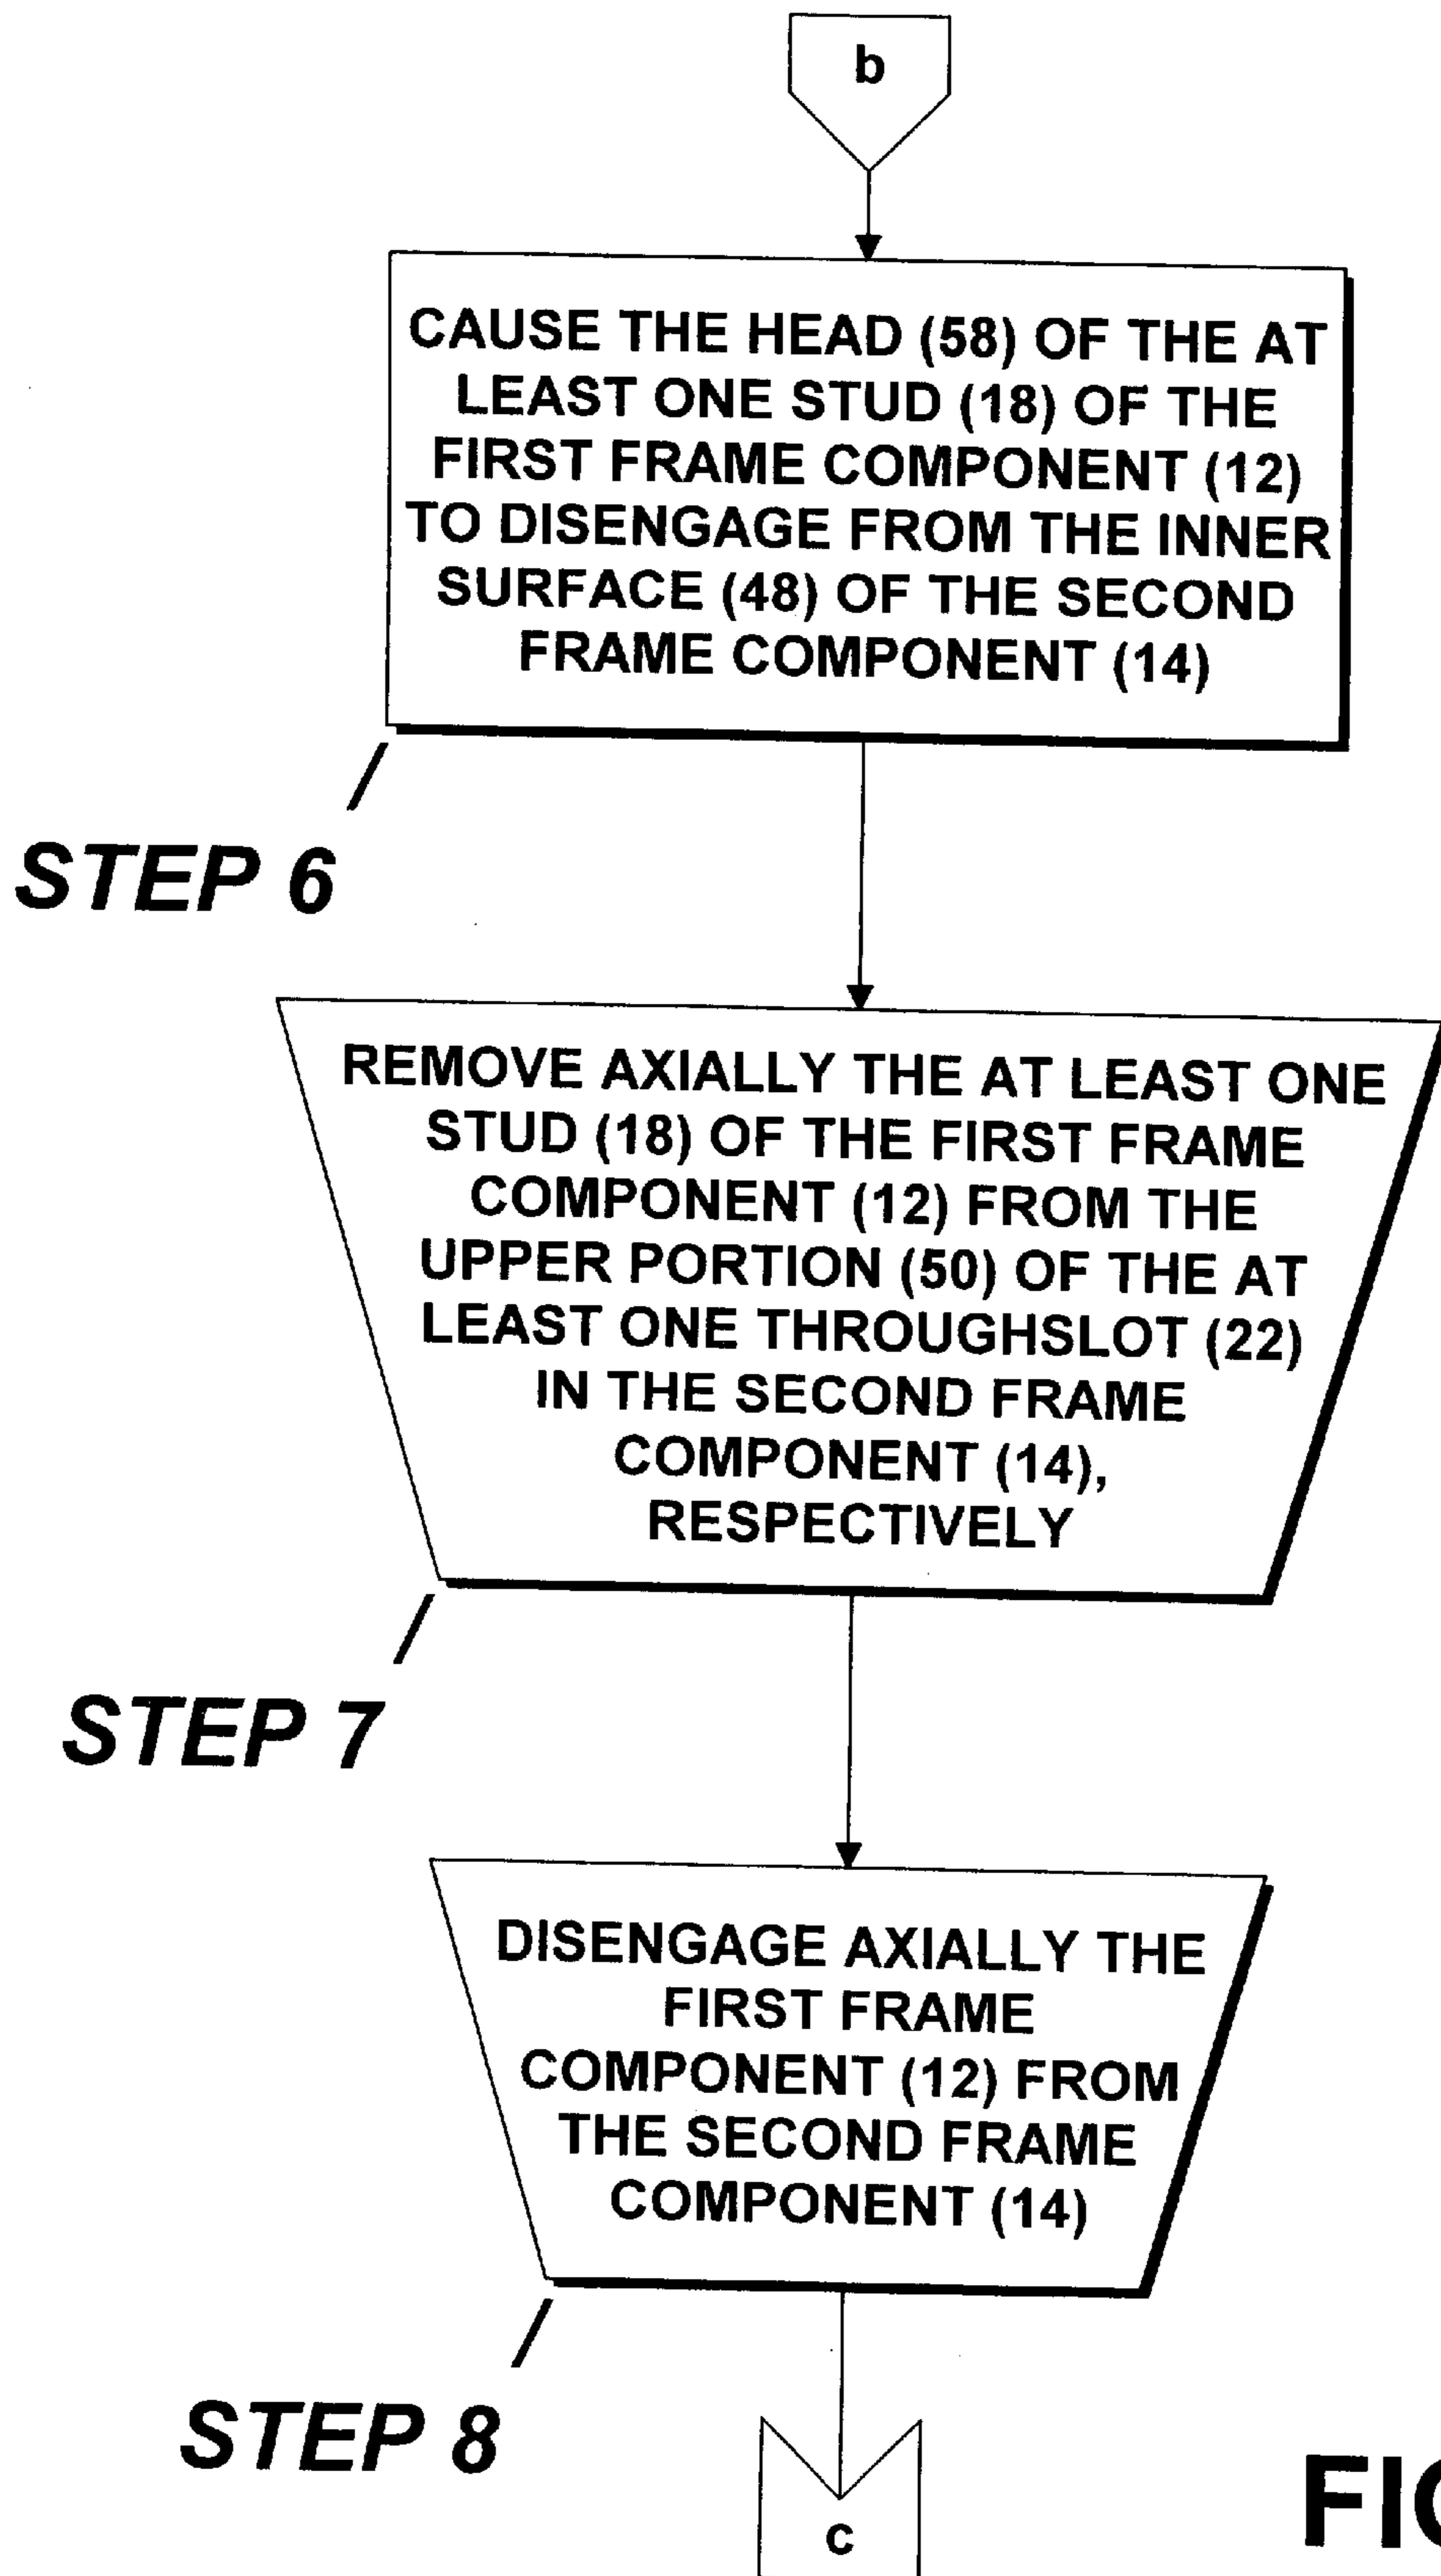 b
CAUSE THE HEAD (58) OF THE AT
LEAST ONE STUD (18) OF THE
FIRST FRAME COMPONENT (12)
TO DISENGAGE FROM THE INNER
SURFACE (48) OF THE SECOND
FRAME COMPONENT (14)
STEP 6
REMOVE AXIALLY THE AT LEAST ONE
STUD (18) OF THE FIRST FRAME
COMPONENT (12) FROM THE
UPPER PORTION (50) OF THE AT
LEAST ONE THROUGHSLOT (22)
IN THE SECOND FRAME
COMPONENT (14),
RESPECTIVELY
STEP 7
DISENGAGE AXIALLY THE
FIRST FRAME
COMPONENT (12) FROM
THE SECOND FRAME
COMPONENT (14)
STEP 8
c